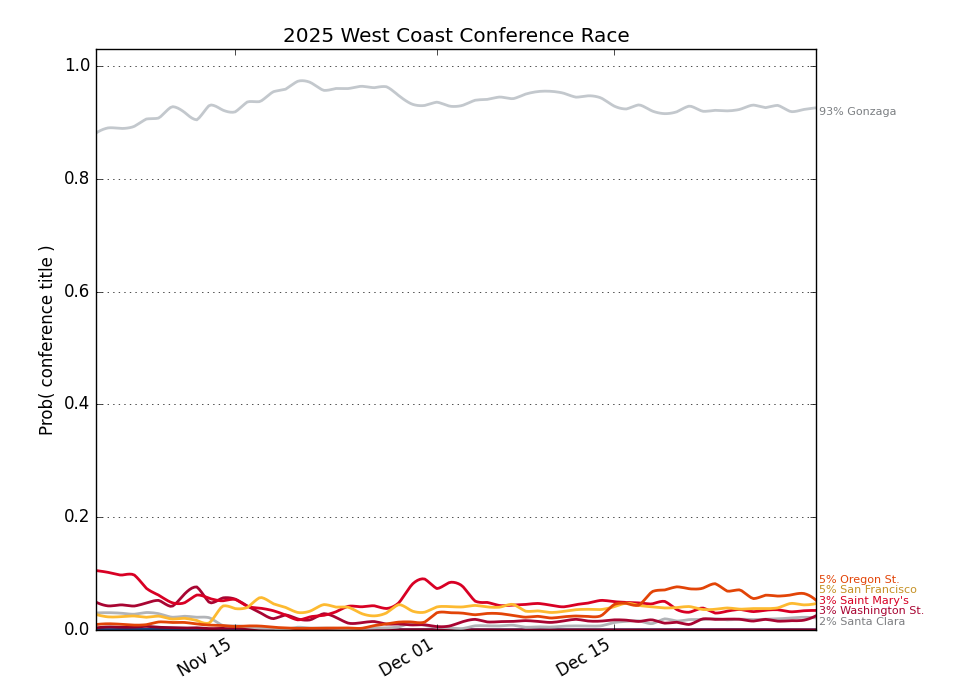 2025 West Coast Conference Race
Prob( conference title )
1.0
0.8
0.6
0.4
0.2
0.0
Nov 15
Dec 01
Dec 15
93% Gonzaga
5% Oregon St.
5% San Francisco
3% Saint Mary's
3% Washington St.
2% Santa Clara